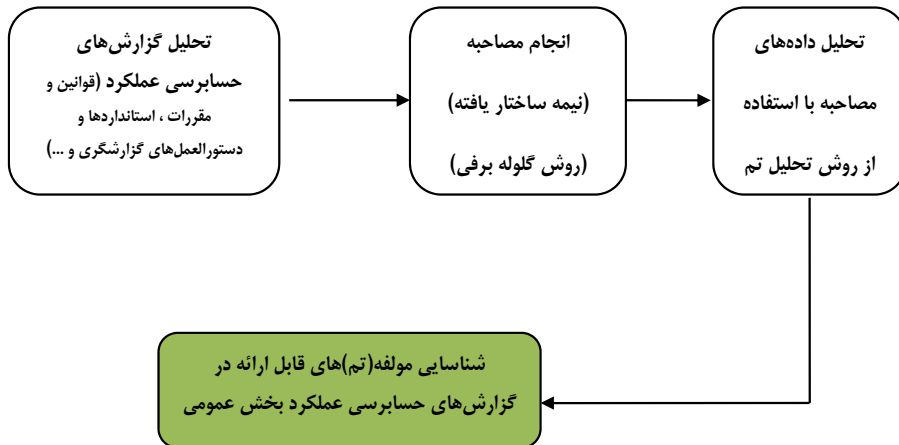 تحلیل گزارش‌های
حسابرسی عملکرد (قوانین و
مقررات ، استانداردها و
دستورالعمل‌های گزارشگری و ...)
انجام مصاحبه
(نیمه ساختار یافته)
(روش گلوله برفی)
تحلیل داده‌های
مصاحبه با استفاده
از روش تحلیل تم
شناسایی مولفه(تم)های قابل ارائه در
گزارش‌های حسابرسی عملکرد بخش عمومی